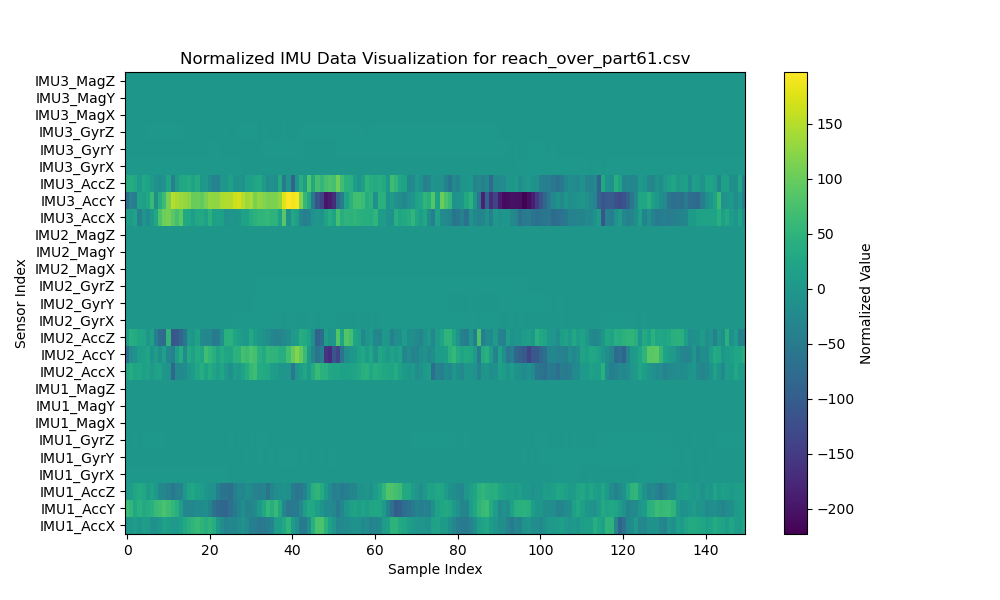 Normalized IMU Data Visualization for reach_over_part61.csv
IMU3_MagZ
IMU3_MagY
IMU3_MagX
IMU3_GyrZ
IMU3_GyrY
IMU3_GyrX
IMU3_AccZ
IMU3_AccY
IMU3_AccX
IMU2_MagZ
IMU2_MagY
IMU2_MagX
IMU2_GyrZ
IMU2_GyrY
IMU2_GyrX
IMU2_AccZ
IMU2_AccY
IMU2_AccX
IMU1_MagZ
IMU1_MagY
IMU1_MagX
IMU1_GyrZ
IMU1_GyrY
IMU1_GyrX
IMU1_AccZ
IMU1_AccY
IMU1_AccX
Sensor Index
0 20 40 60 80 100 120 140
Sample Index
150
100
50
0
−50
−100
−150
−200
Normalized Value